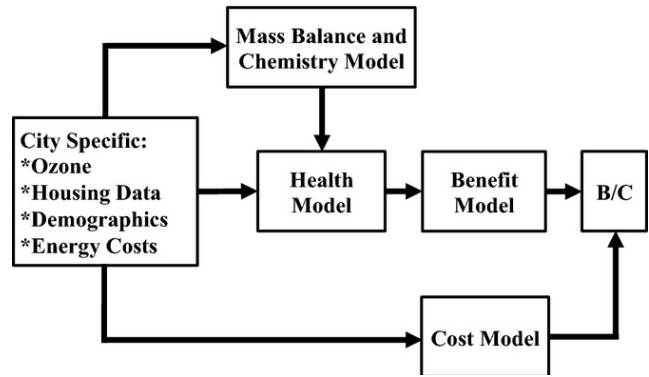 Mass Balance and
Chemistry Model
City Specific:
*Ozone
*Housing Data
*Demographics
*Energy Costs
Health
Model
Benefit
Model
B/C
Cost Model